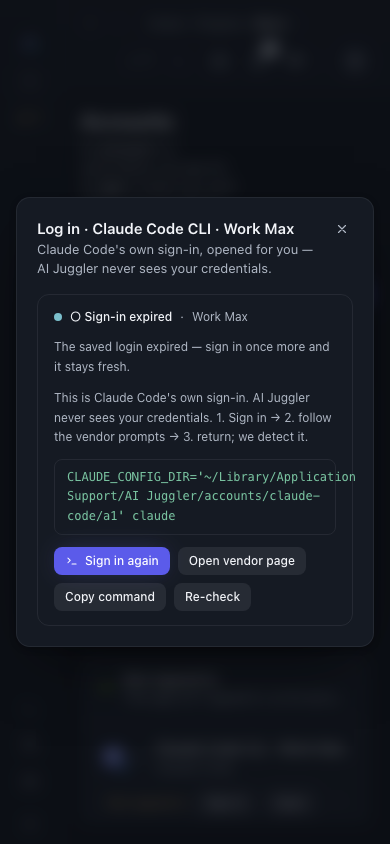 Log in · Claude Code CLI · Work Max
Claude Code's own sign-in, opened for you —
AI Juggler never sees your credentials.
Sign-in expired · Work Max
The saved login expired — sign in once more and
it stays fresh.
This is Claude Code's own sign-in. AI Juggler
never sees your credentials. 1. Sign in → 2. follow
the vendor prompts → 3. return; we detect it.
CLAUDE_CONFIG_DIR='~/Library/Application
Support/AI Juggler/accounts/claude-
code/a1' claude
Sign in again
Open vendor page
Copy command
Re-check